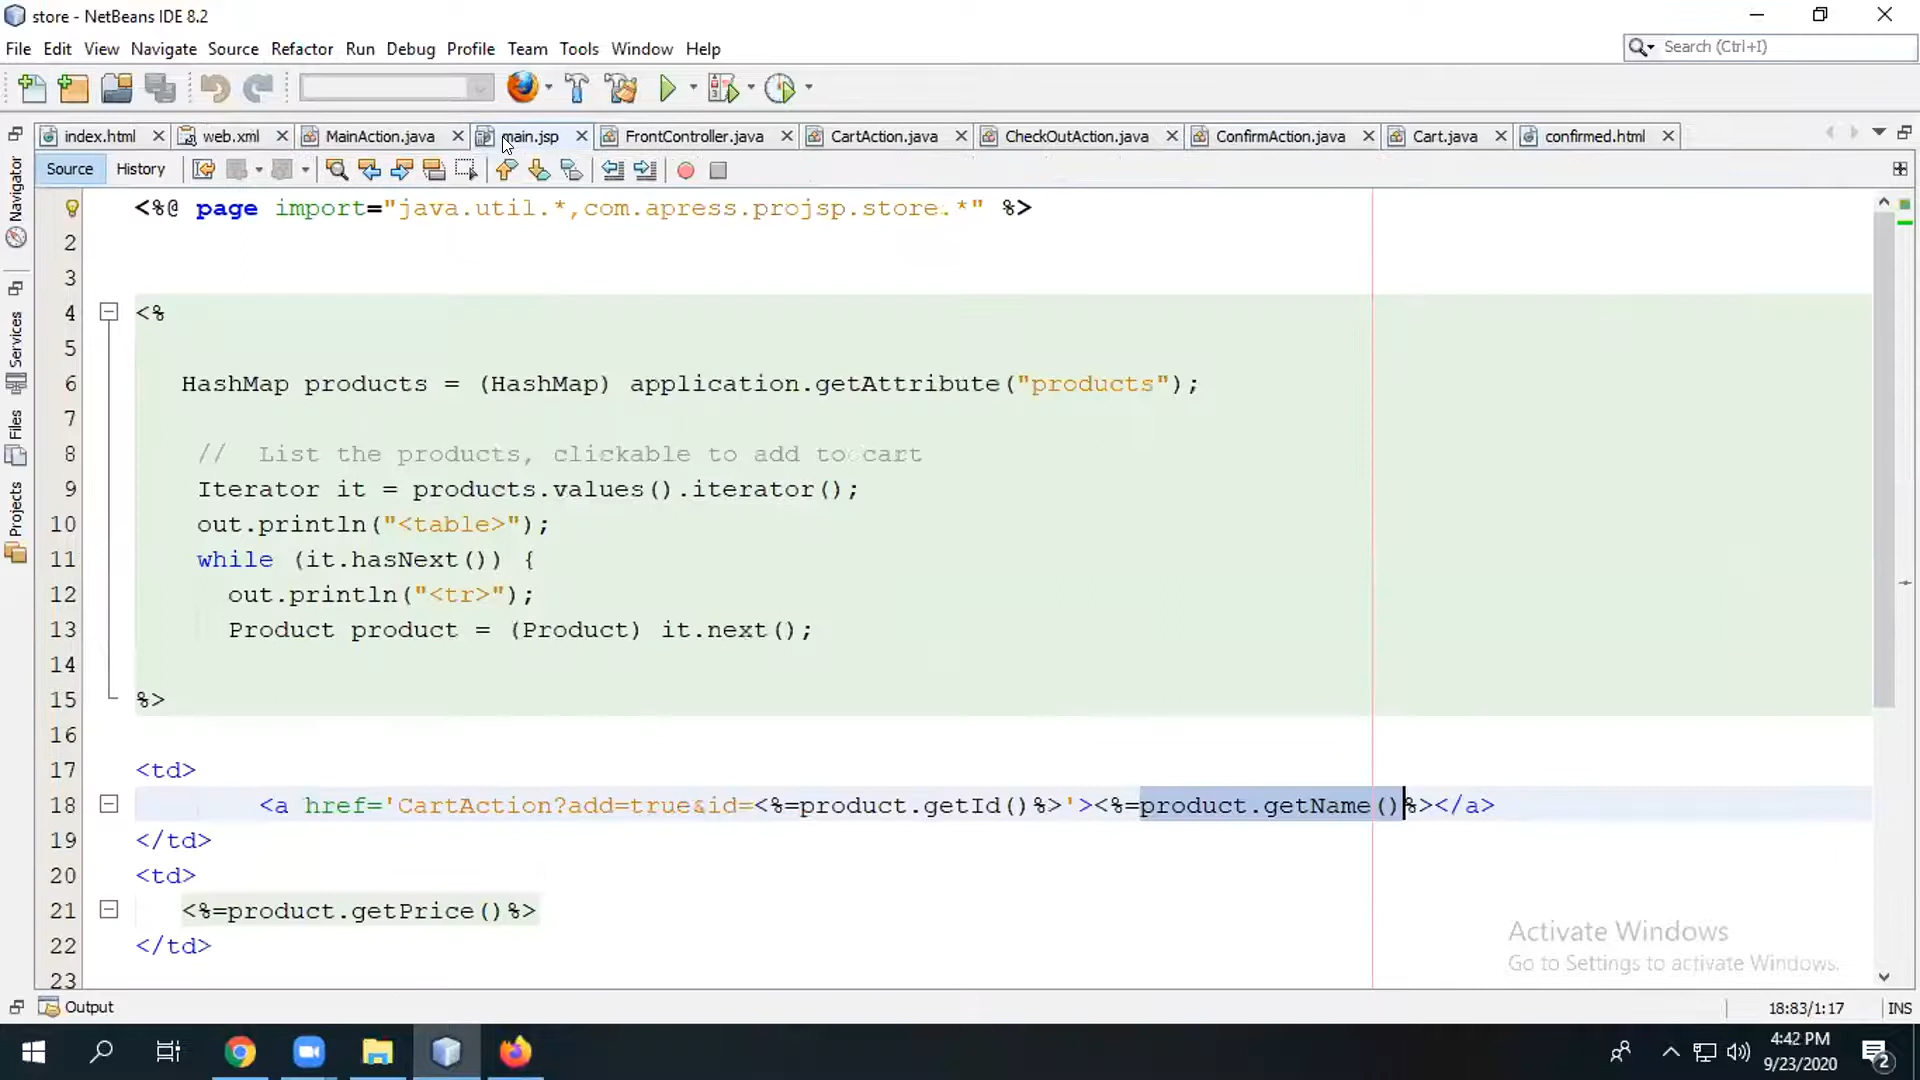 store - NetBeans IDE 8.2
File Edit View Navigate Source Refactor Run Debug Profile Team Tools Window Help
Search (Ctrl+I)
index.html web.xml MainAction.java main.jsp FrontController.java CartAction.java CheckOutAction.java ConfirmAction.java Cart.java confirmed.html
Source History
Navigator
Services
Files
Projects
<%@ page import="java.util.*,com.apress.projsp.store.*" %>
2
3
4 <%
5
6 HashMap products = (HashMap) application.getAttribute("products");
7
8 // List the products, clickable to add to cart
9 Iterator it = products.values().iterator();
10 out.println("<table>");
11 while (it.hasNext()) {
12 out.println("<tr>");
13 Product product = (Product) it.next();
14
15 %>
16
17 <td>
18 <a href='CartAction?add=true&id=<%=product.getId()%>'><%=product.getName()%></a>
19 </td>
20 <td>
21 <%=product.getPrice()%>
22 </td>
23
Activate Windows
Go to Settings to activate Windows.
Output
18:83/1:17 INS
4:42 PM
9/23/2020
2